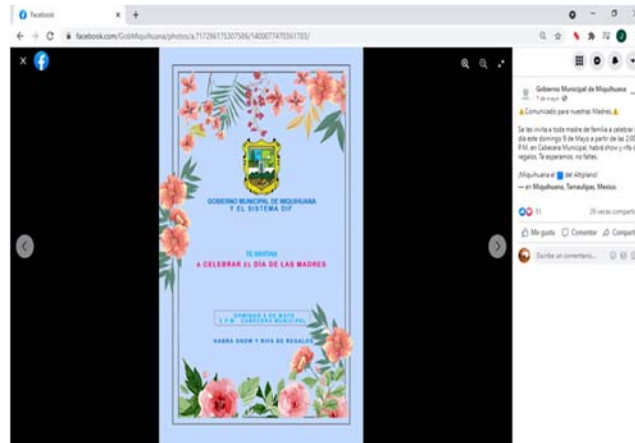 Facebook
facebook.com/GobMiquihuana/photos/a.717286175307506/1400077470361703/
GOBIERNO MUNICIPAL DE MIQUIHUANA
Y EL SISTEMA DIF
TE INVITAN
A CELEBRAR EL DÍA DE LAS MADRES
DOMINGO 9 DE MAYO
2 P.M. CABECERA MUNICIPAL
HABRÁ SHOW Y RIFA DE REGALOS
Gobierno Municipal de Miquihuana
7 de mayo
Comunicado para nuestras Madres
Se les invita a toda madre de familia a celebrar
día este domingo 9 de Mayo a partir de las 2:00
P.M. en Cabecera Municipal, habrá show y rifa d
regalos. Te esperamos, no faltes.
¡Miquihuana el del Altiplano!
— en Miquihuana, Tamaulipas, Mexico.
51
Me gusta Comentar Compart
Escribe un comentario...